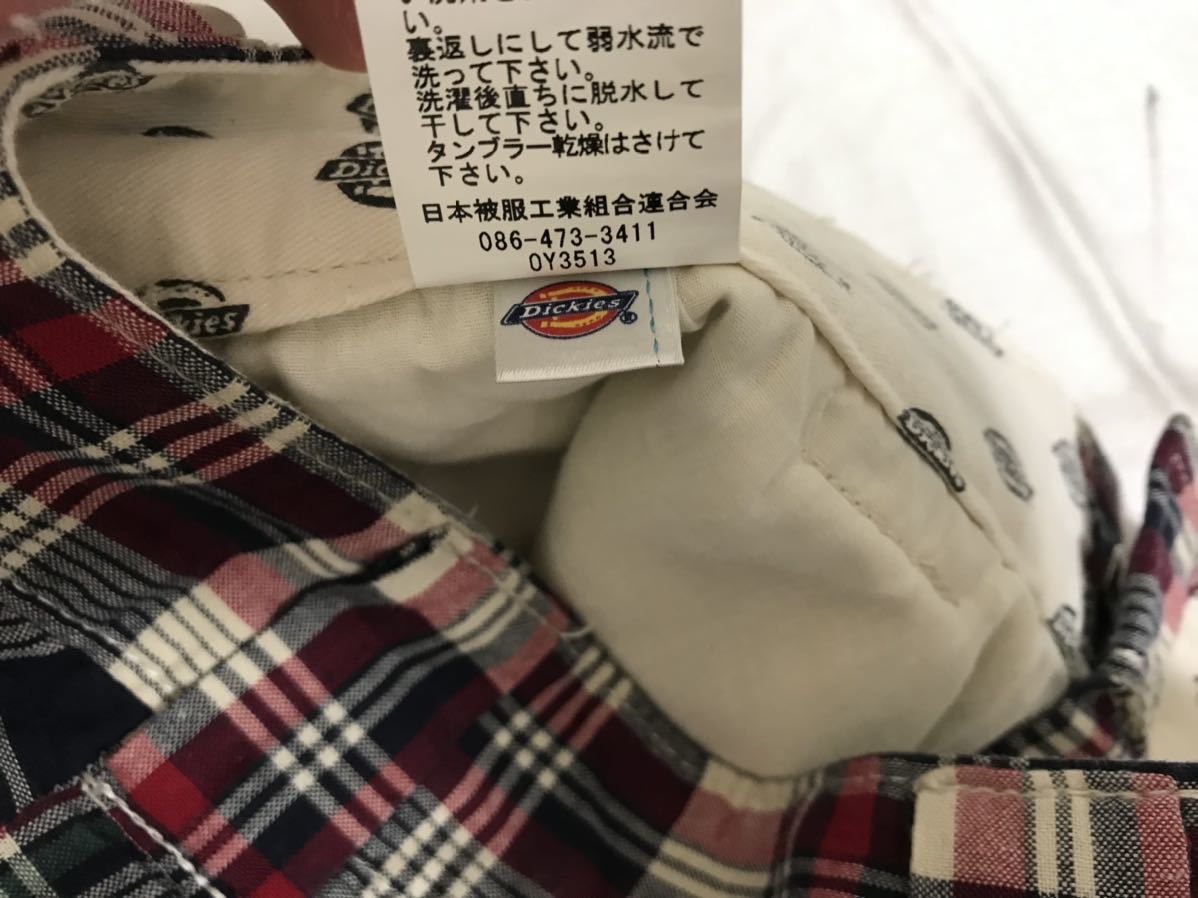 い。
裏返しにして弱水流で
洗って下さい。
洗濯後直ちに脱水して
干して下さい。
タンブラー乾燥はさけて
下さい。
日本被服工業組合連合会
086-473-3411
0Y3513
Dickies
Dickies